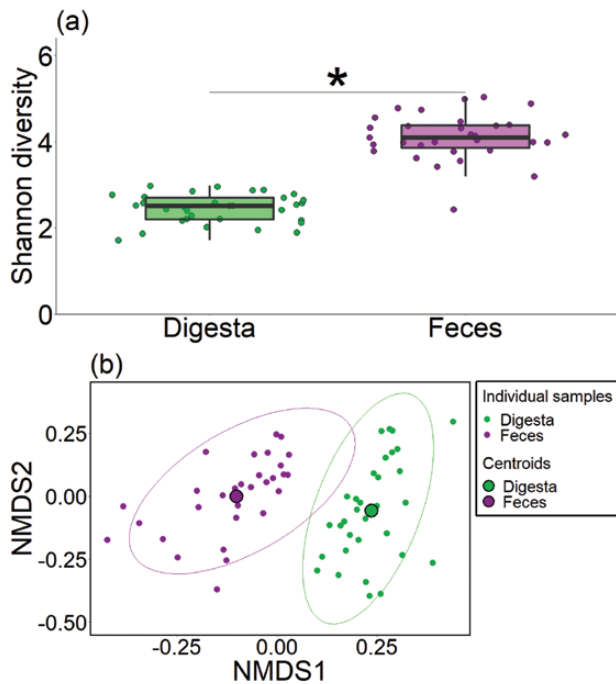 (a)
6
*
4
2
0
Shannon diversity
Digesta
Feces
(b)
0.25
0.00
-0.25
-0.50
NMDS2
-0.25
0.00
0.25
NMDS1
Individual samples
Digesta
Feces
Centroids
Digesta
Feces